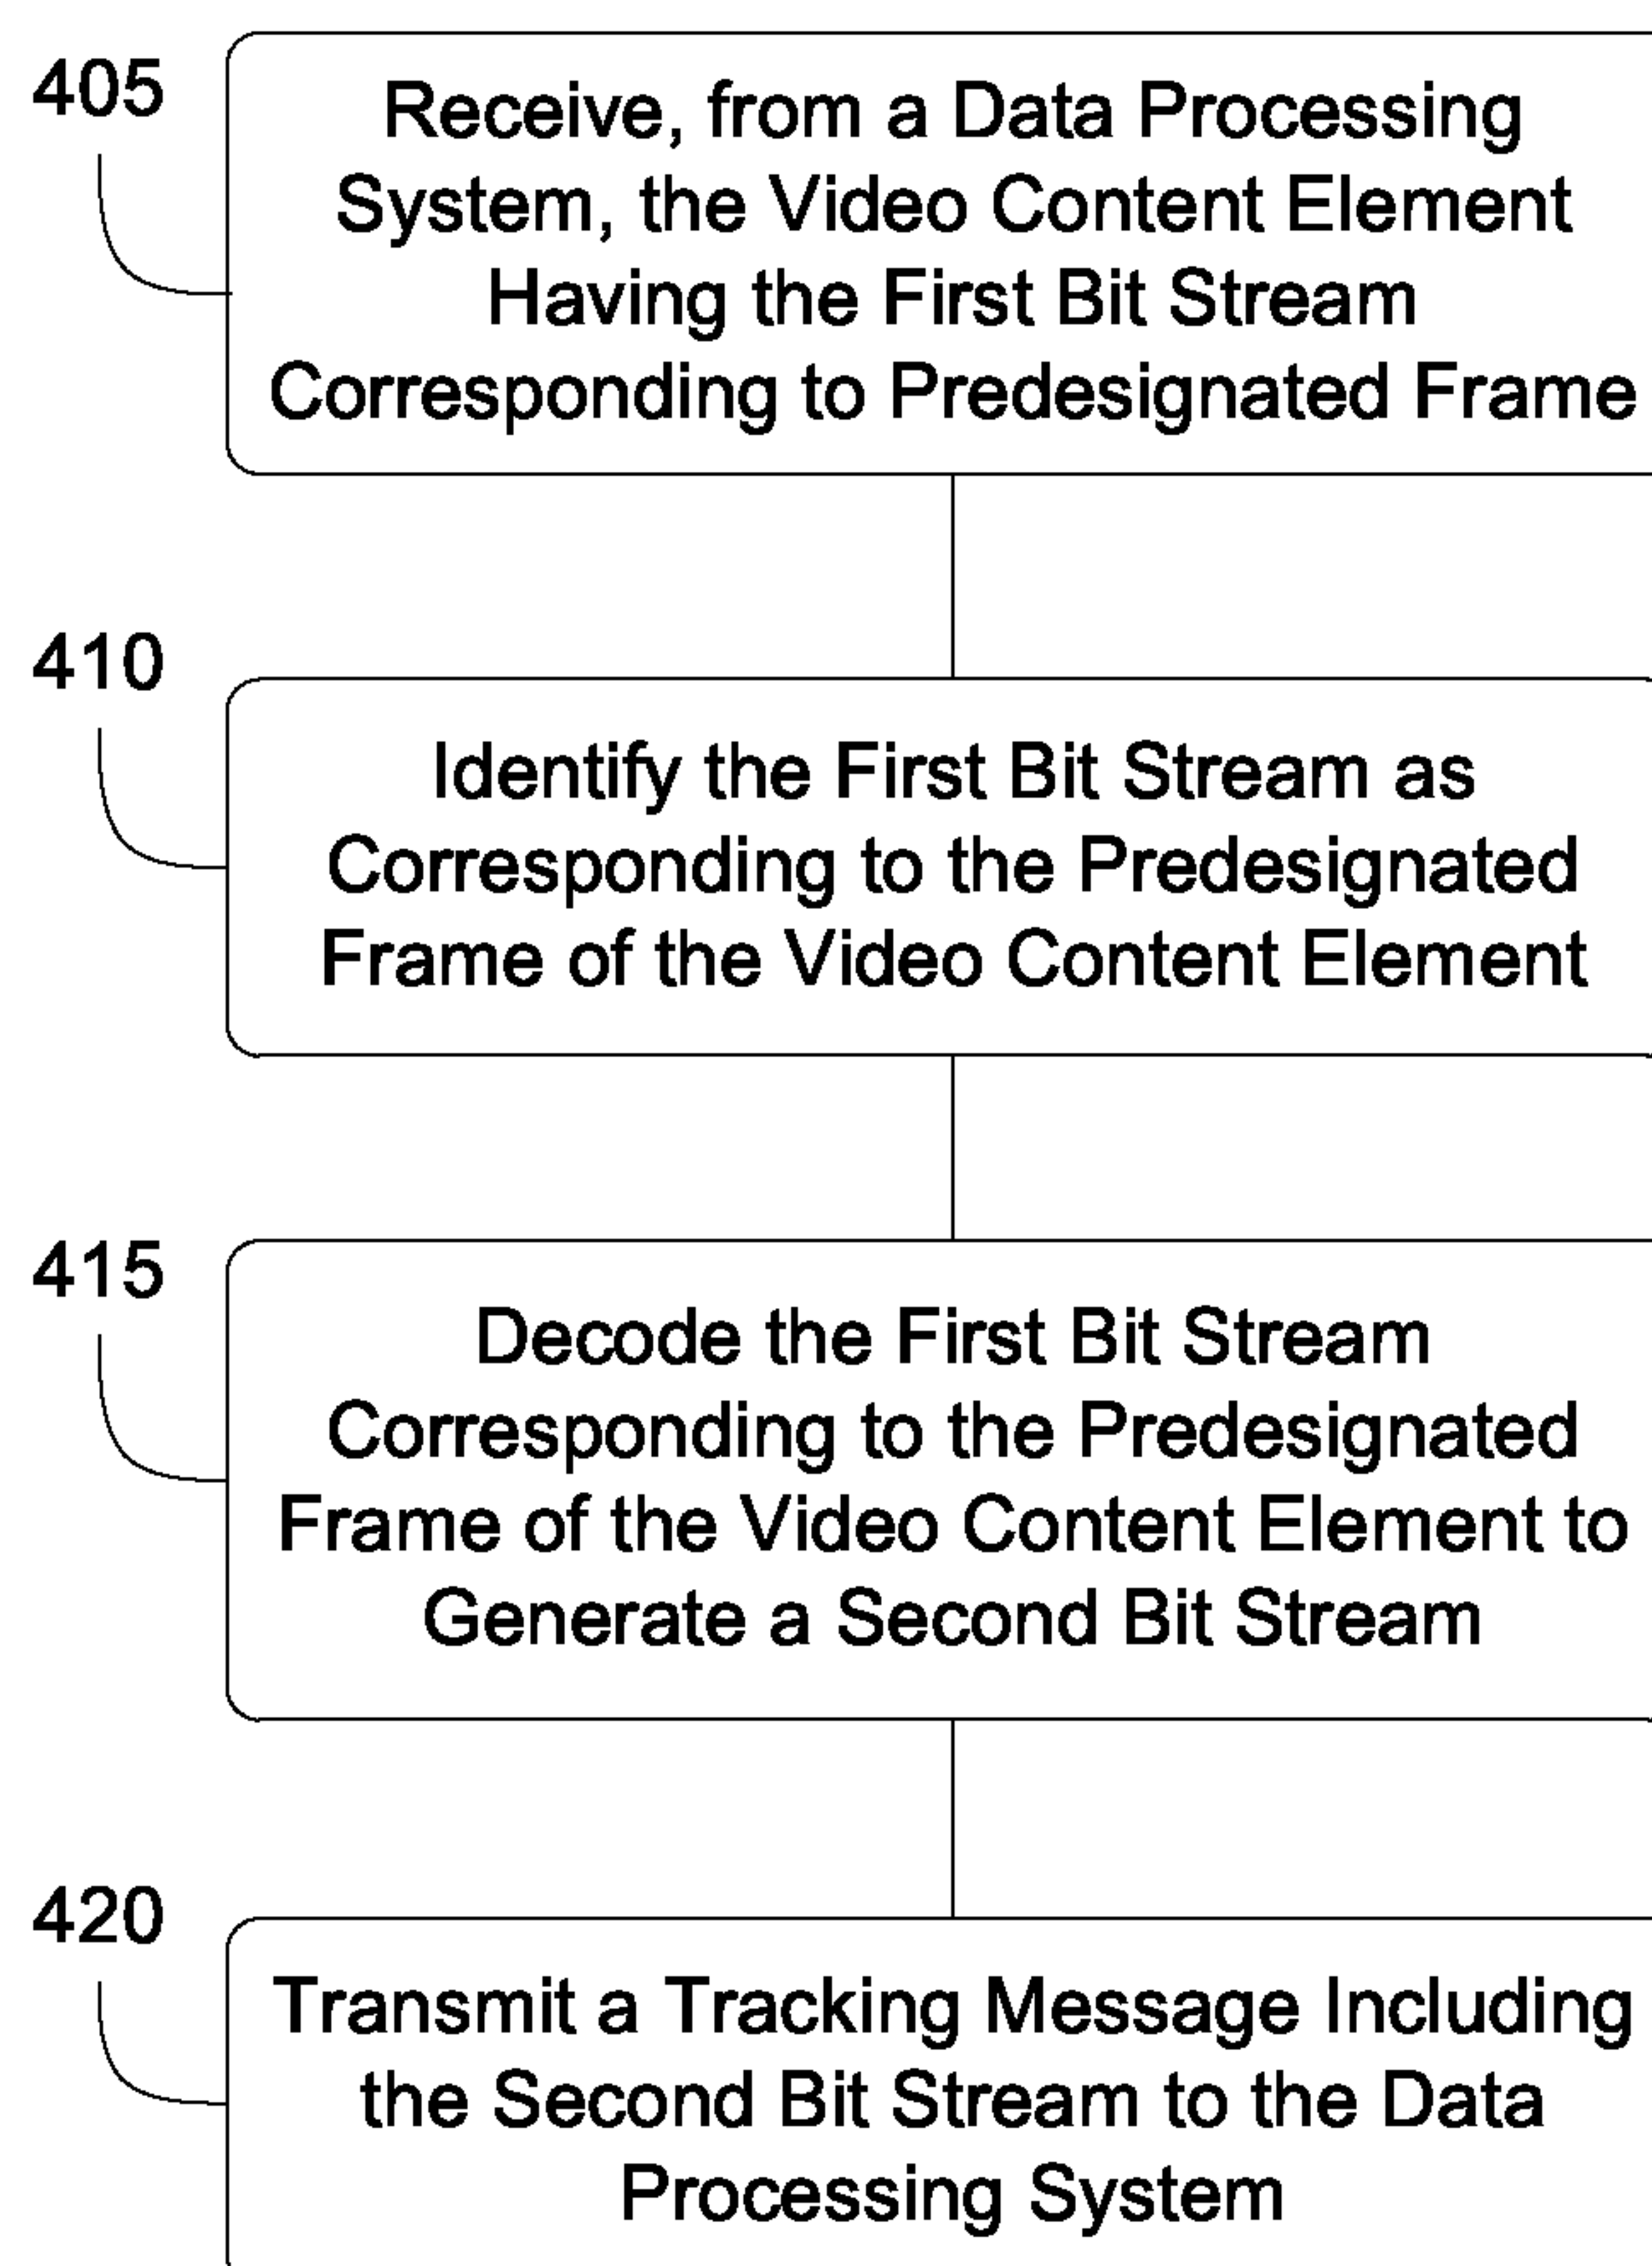 405
Receive, from a Data Processing
System, the Video Content Element
Having the First Bit Stream
Corresponding to Predesignated Frame
410
Identify the First Bit Stream as
Corresponding to the Predesignated
Frame of the Video Content Element
415
Decode the First Bit Stream
Corresponding to the Predesignated
Frame of the Video Content Element to
Generate a Second Bit Stream
420
Transmit a Tracking Message Including
the Second Bit Stream to the Data
Processing System